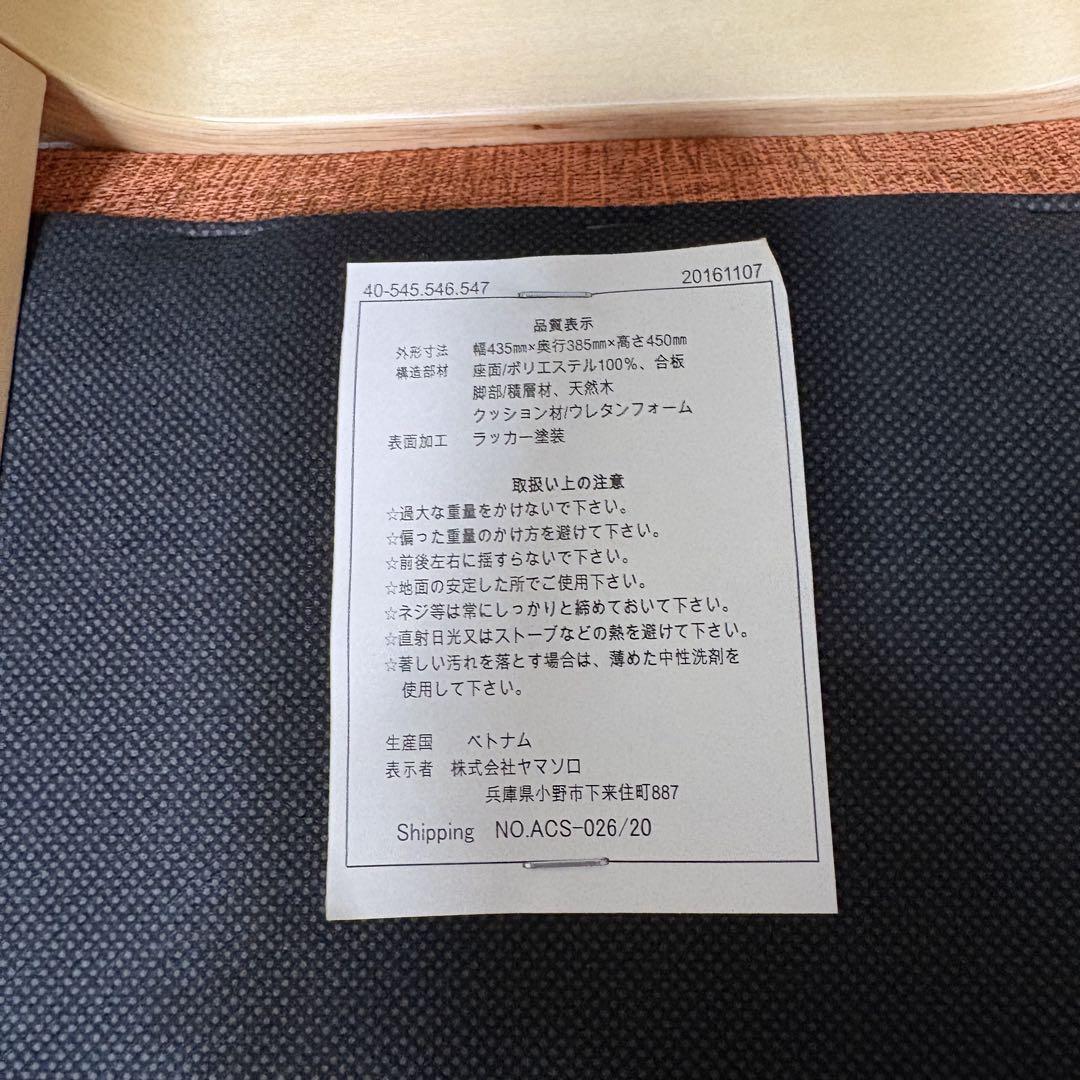 40-545.546.547 20161107
品質表示
外形寸法 幅435㎜×奥行385㎜×高さ450㎜
構造部材 座面/ポリエステル100%、合板
脚部/積層材、天然木
クッション材/ウレタンフォーム
表面加工 ラッカー塗装
取扱い上の注意
☆過大な重量をかけないで下さい。
☆偏った重量のかけ方を避けて下さい。
☆前後左右に揺すらないで下さい。
☆地面の安定した所でご使用下さい。
☆ネジ等は常にしっかりと締めておいて下さい。
☆直射日光又はストーブなどの熱を避けて下さい。
☆著しい汚れを落とす場合は、薄めた中性洗剤を
使用して下さい。
生産国 ベトナム
表示者 株式会社ヤマソロ
兵庫県小野市下来住町887
Shipping NO.ACS-026/20